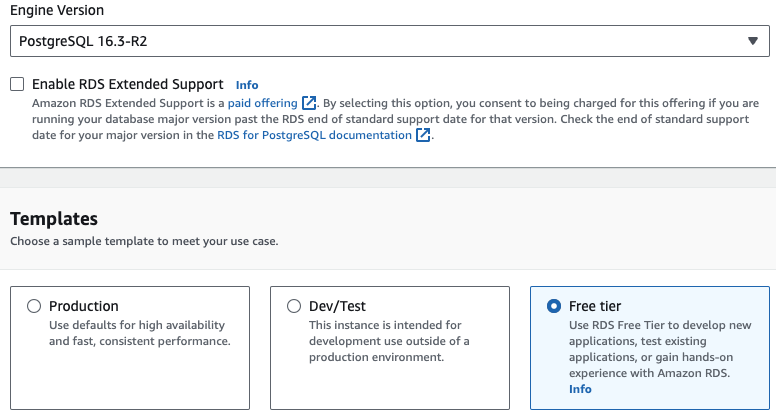 Engine Version
PostgreSQL 16.3-R2
Enable RDS Extended Support Info
Amazon RDS Extended Support is a paid offering. By selecting this option, you consent to being charged for this offering if you are
running your database major version past the RDS end of standard support date for that version. Check the end of standard support
date for your major version in the RDS for PostgreSQL documentation.
Templates
Choose a sample template to meet your use case.
Production
Use defaults for high availability
and fast, consistent performance.
Dev/Test
This instance is intended for
development use outside of a
production environment.
Free tier
Use RDS Free Tier to develop new
applications, test existing
applications, or gain hands-on
experience with Amazon RDS.
Info